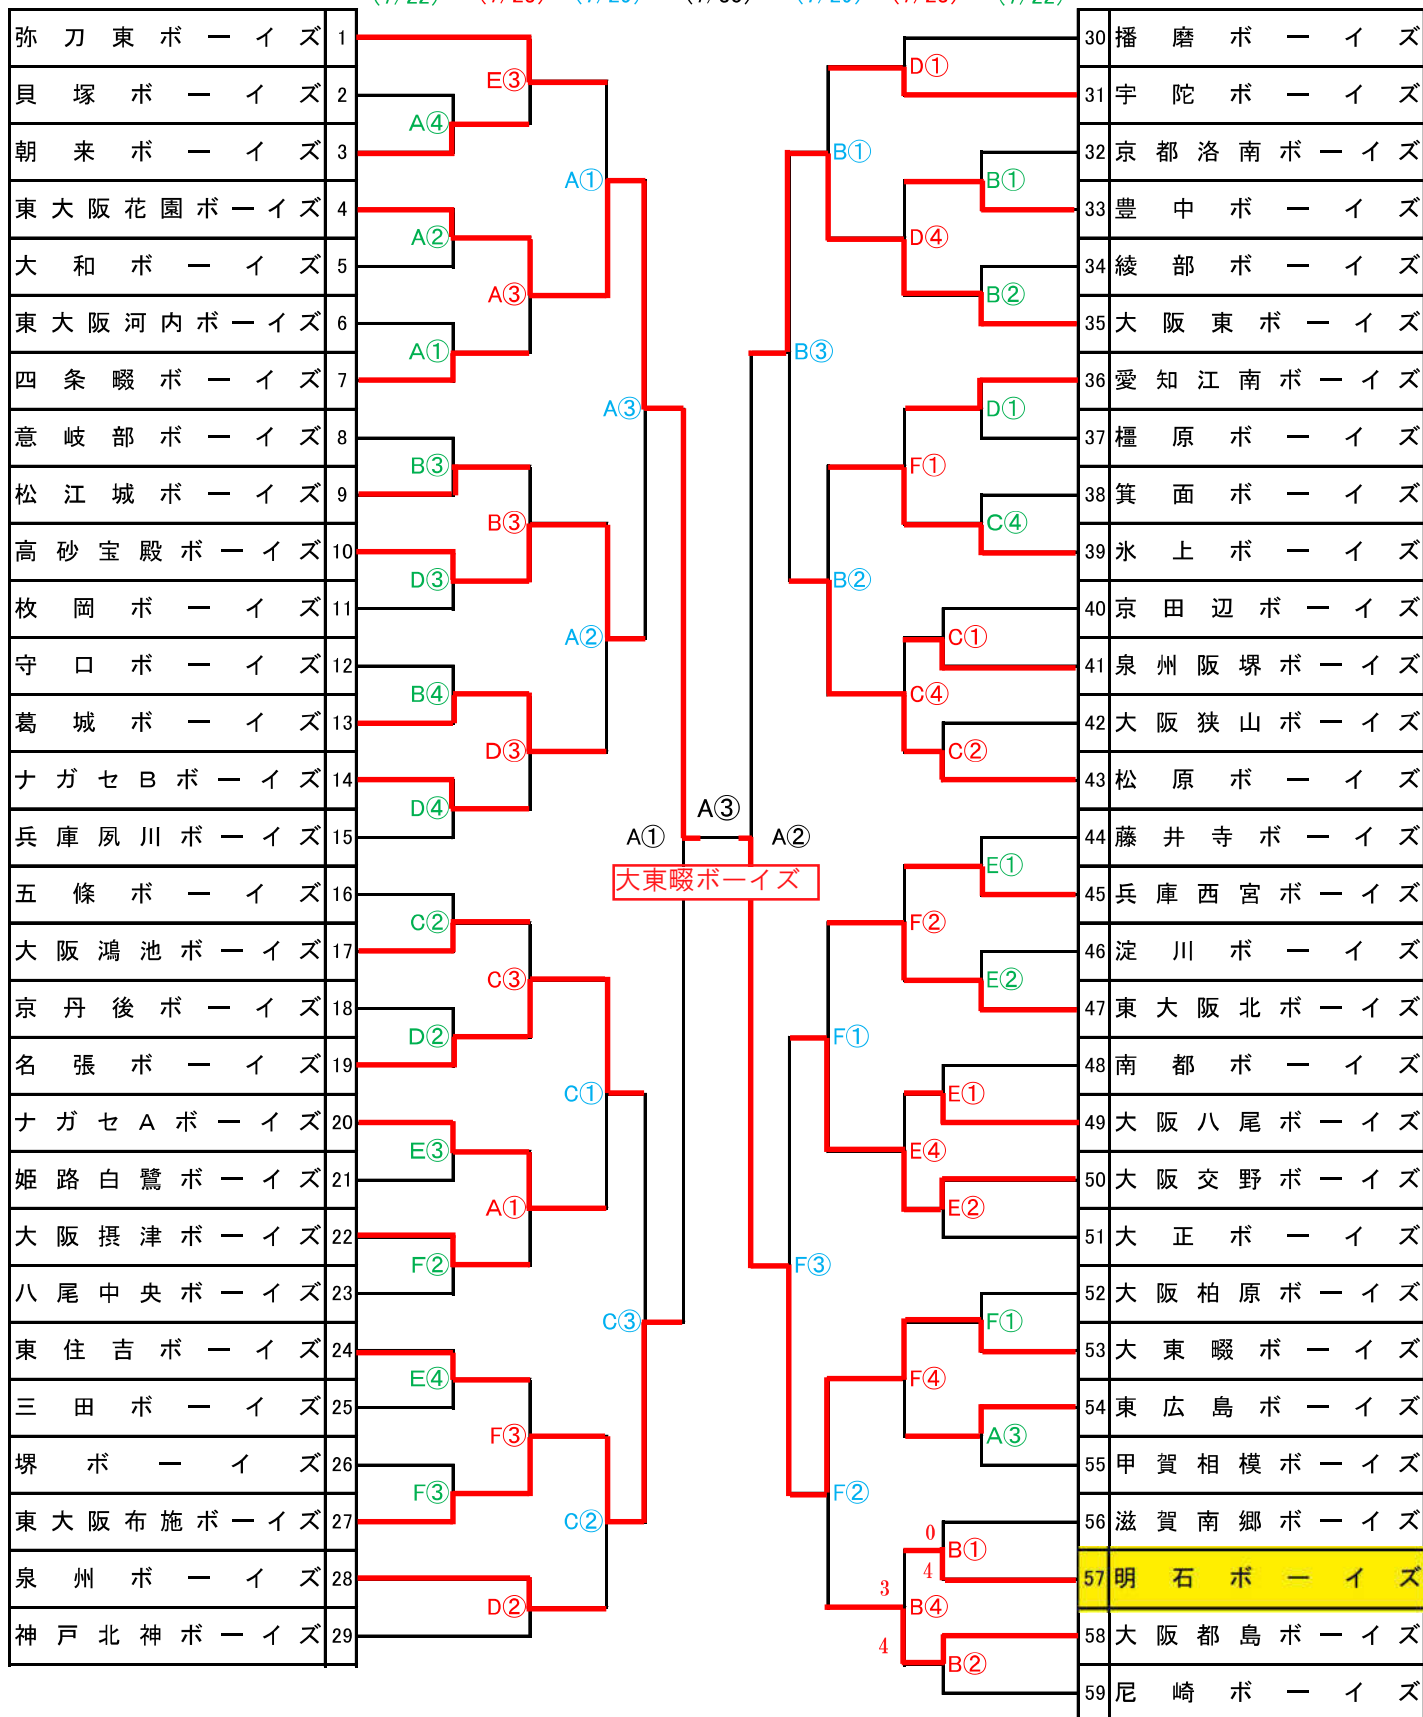 弥刀東ボーイズ 1
貝塚ボーイズ 2
朝来ボーイズ 3
東大阪花園ボーイズ 4
大和ボーイズ 5
東大阪河内ボーイズ 6
四条畷ボーイズ 7
意岐部ボーイズ 8
松江城ボーイズ 9
高砂宝殿ボーイズ 10
枚岡ボーイズ 11
守口ボーイズ 12
葛城ボーイズ 13
ナガセBボーイズ 14
兵庫夙川ボーイズ 15
五條ボーイズ 16
大阪鴻池ボーイズ 17
京丹後ボーイズ 18
名張ボーイズ 19
ナガセAボーイズ 20
姫路白鷺ボーイズ 21
大阪摂津ボーイズ 22
八尾中央ボーイズ 23
東住吉ボーイズ 24
三田ボーイズ 25
堺ボーイズ 26
東大阪布施ボーイズ 27
泉州ボーイズ 28
神戸北神ボーイズ 29
A④
A②
A①
B③
D③
B④
D④
C②
D②
E③
F②
E④
F③
E③
A③
B③
D③
C③
A①
F③
D②
A①
A②
C①
C②
A③
C③
A①
A③
A②
大東畷ボーイズ
B③
F③
B①
B②
F①
F②
D①
D④
F①
C④
F②
E④
F④
B④
3
4
C①
C②
E①
E②
0
B①
4
B②
B①
B②
D①
C④
E①
E②
F①
A③
30 播磨ボーイズ
31 宇陀ボーイズ
32 京都洛南ボーイズ
33 豊中ボーイズ
34 綾部ボーイズ
35 大阪東ボーイズ
36 愛知江南ボーイズ
37 橿原ボーイズ
38 箕面ボーイズ
39 氷上ボーイズ
40 京田辺ボーイズ
41 泉州阪堺ボーイズ
42 大阪狭山ボーイズ
43 松原ボーイズ
44 藤井寺ボーイズ
45 兵庫西宮ボーイズ
46 淀川ボーイズ
47 東大阪北ボーイズ
48 南都ボーイズ
49 大阪八尾ボーイズ
50 大阪交野ボーイズ
51 大正ボーイズ
52 大阪柏原ボーイズ
53 大東畷ボーイズ
54 東広島ボーイズ
55 甲賀相模ボーイズ
56 滋賀南郷ボーイズ
57 明石ボーイズ
58 大阪都島ボーイズ
59 尼崎ボーイズ